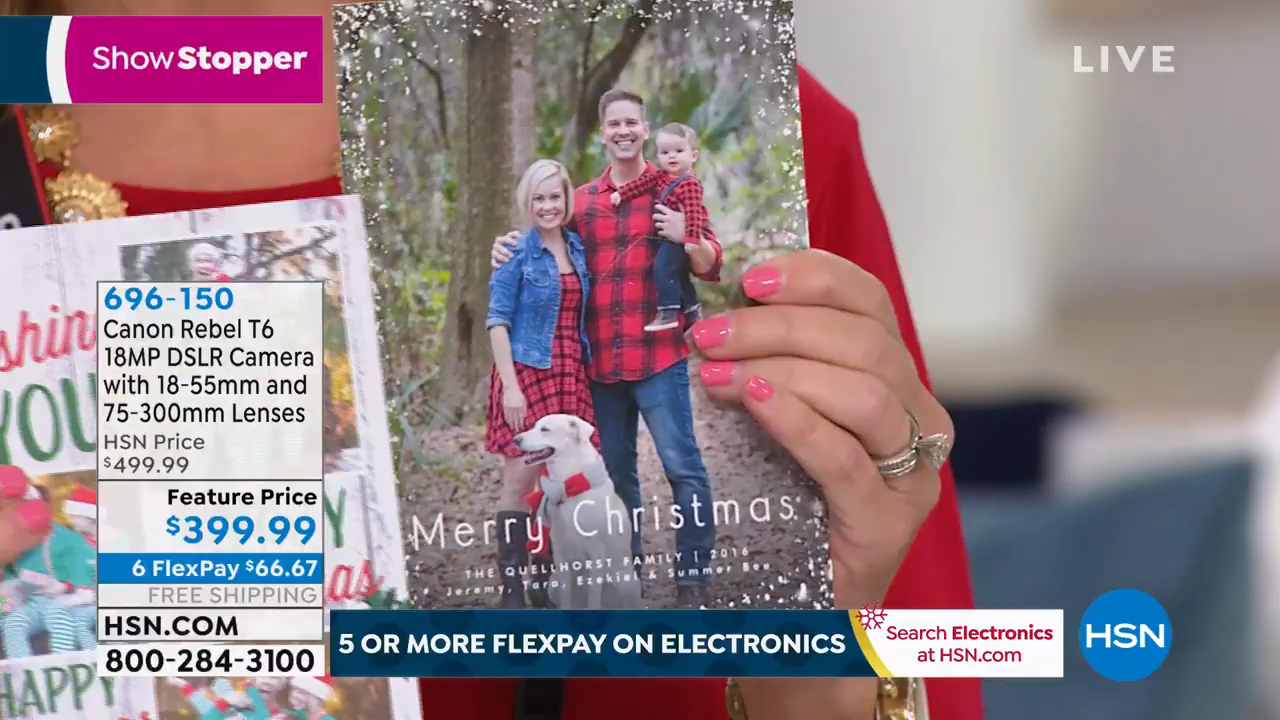 Show Stopper
LIVE
696-150
Canon Rebel T6
18MP DSLR Camera
with 18-55mm and
75-300mm Lenses
HSN Price
$499.99
Feature Price
$399.99
6 FlexPay $66.67
FREE SHIPPING
HSN.COM
800-284-3100
YOU
HAPPY
Merry Christmas
THE QUELLHORST FAMILY | 2016
Jeremy, Tara, Ezekiel & Summer Bee
5 OR MORE FLEXPAY ON ELECTRONICS
Search Electronics
at HSN.com
HSN